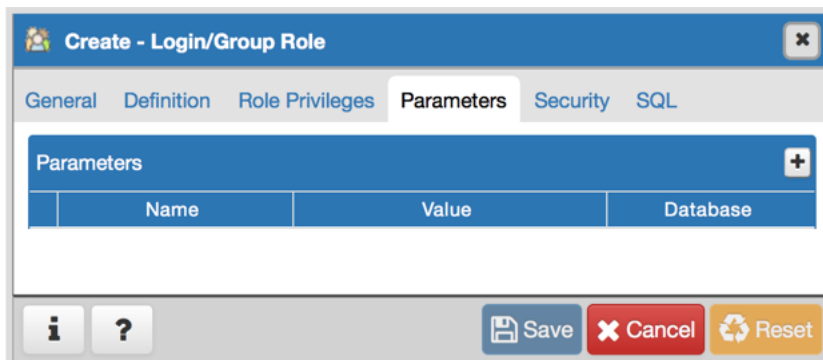 Create - Login/Group Role
General Definition Role Privileges Parameters Security SQL
Parameters
Name Value Database
i ? Save Cancel Reset